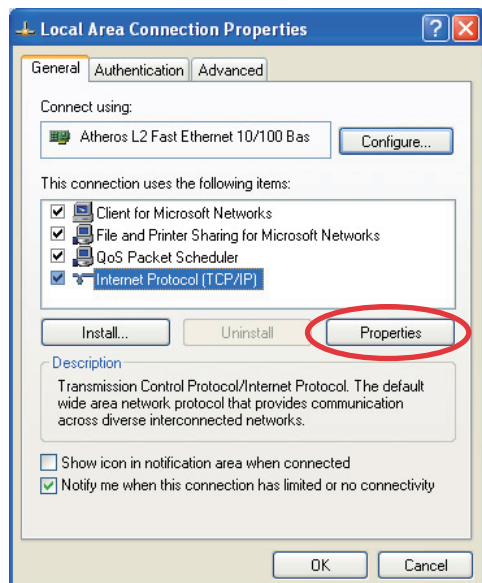 Local Area Connection Properties
General Authentication Advanced
Connect using:
Atheros L2 Fast Ethernet 10/100 Bas Configure...
This connection uses the following items:
Client for Microsoft Networks
File and Printer Sharing for Microsoft Networks
QoS Packet Scheduler
Internet Protocol (TCP/IP)
Install... Uninstall Properties
Description
Transmission Control Protocol/Internet Protocol. The default
wide area network protocol that provides communication
across diverse interconnected networks.
Show icon in notification area when connected
Notify me when this connection has limited or no connectivity
OK Cancel